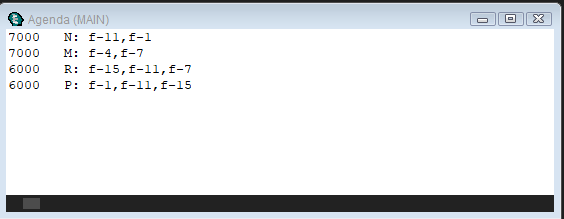 Agenda (MAIN)
7000   N: f-11,f-1
7000   M: f-4,f-7
6000   R: f-15,f-11,f-7
6000   P: f-1,f-11,f-15